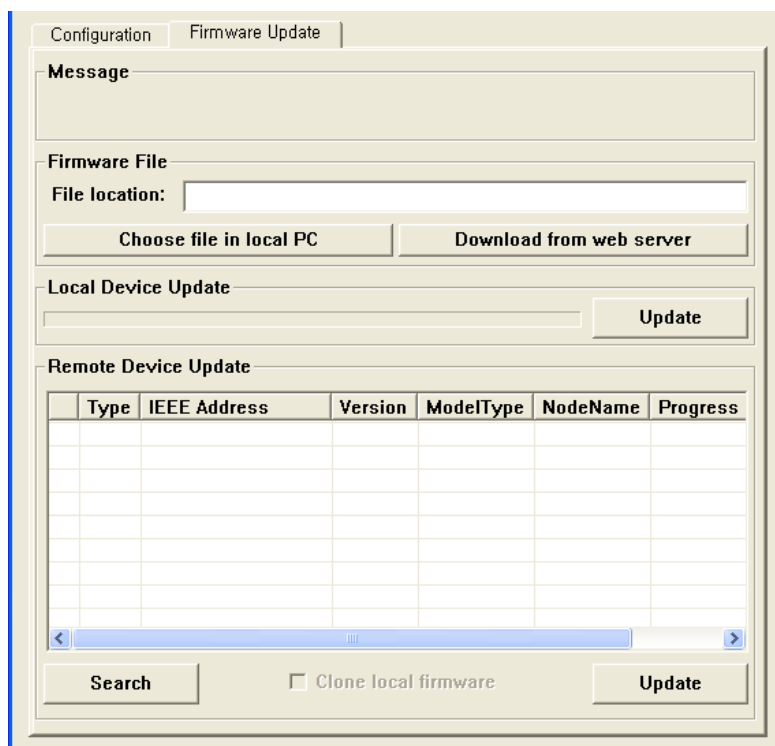 Configuration Firmware Update
Message
Firmware File
File location:
Choose file in local PC Download from web server
Local Device Update
Update
Remote Device Update
Type IEEE Address Version ModelType NodeName Progress
Search Clone local firmware Update